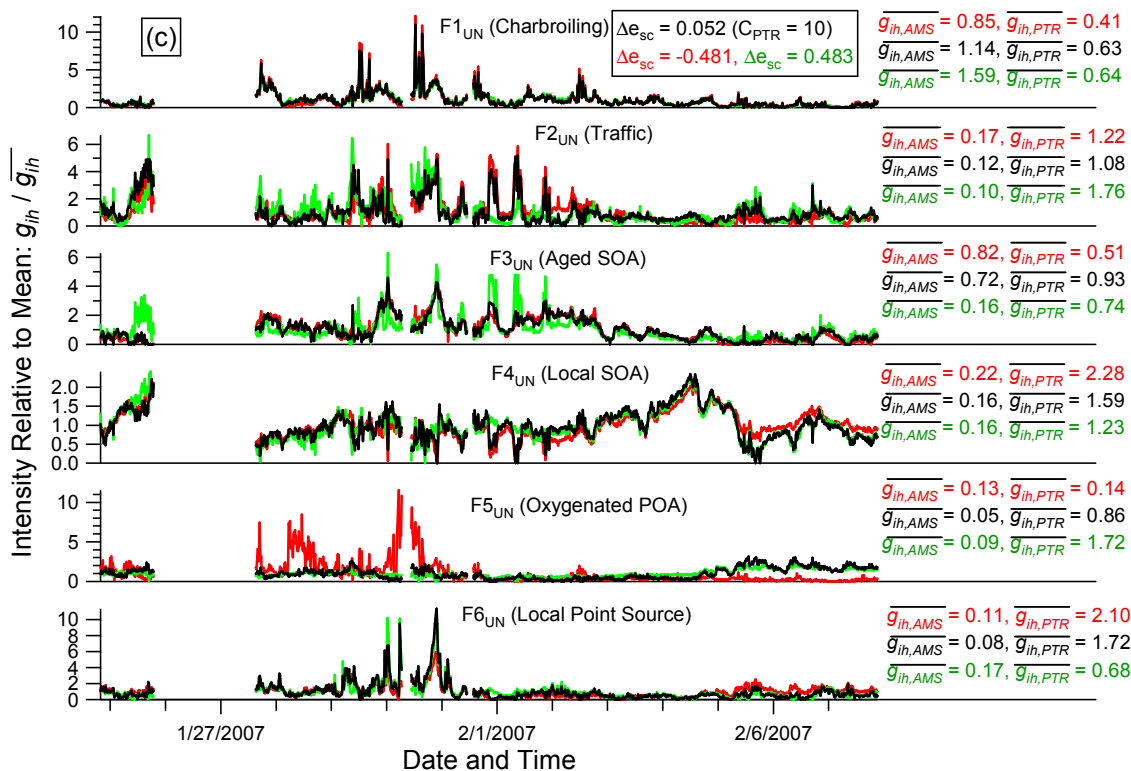 (c)
F1UN (Charbroiling)
Δesc = 0.052 (CPTR = 10)
Δesc = -0.481, Δesc = 0.483
gih,AMS = 0.85, gih,PTR = 0.41
gih,AMS = 1.14, gih,PTR = 0.63
gih,AMS = 1.59, gih,PTR = 0.64
10
5
0
F2UN (Traffic)
gih,AMS = 0.17, gih,PTR = 1.22
gih,AMS = 0.12, gih,PTR = 1.08
gih,AMS = 0.10, gih,PTR = 1.76
6
4
2
0
F3UN (Aged SOA)
gih,AMS = 0.82, gih,PTR = 0.51
gih,AMS = 0.72, gih,PTR = 0.93
gih,AMS = 0.16, gih,PTR = 0.74
6
4
2
0
F4UN (Local SOA)
gih,AMS = 0.22, gih,PTR = 2.28
gih,AMS = 0.16, gih,PTR = 1.59
gih,AMS = 0.16, gih,PTR = 1.23
2.0
1.5
1.0
0.5
0.0
F5UN (Oxygenated POA)
gih,AMS = 0.13, gih,PTR = 0.14
gih,AMS = 0.05, gih,PTR = 0.86
gih,AMS = 0.09, gih,PTR = 1.72
10
5
0
F6UN (Local Point Source)
gih,AMS = 0.11, gih,PTR = 2.10
gih,AMS = 0.08, gih,PTR = 1.72
gih,AMS = 0.17, gih,PTR = 0.68
10
8
6
4
2
0
Intensity Relative to Mean: gih / gih
1/27/2007
2/1/2007
2/6/2007
Date and Time